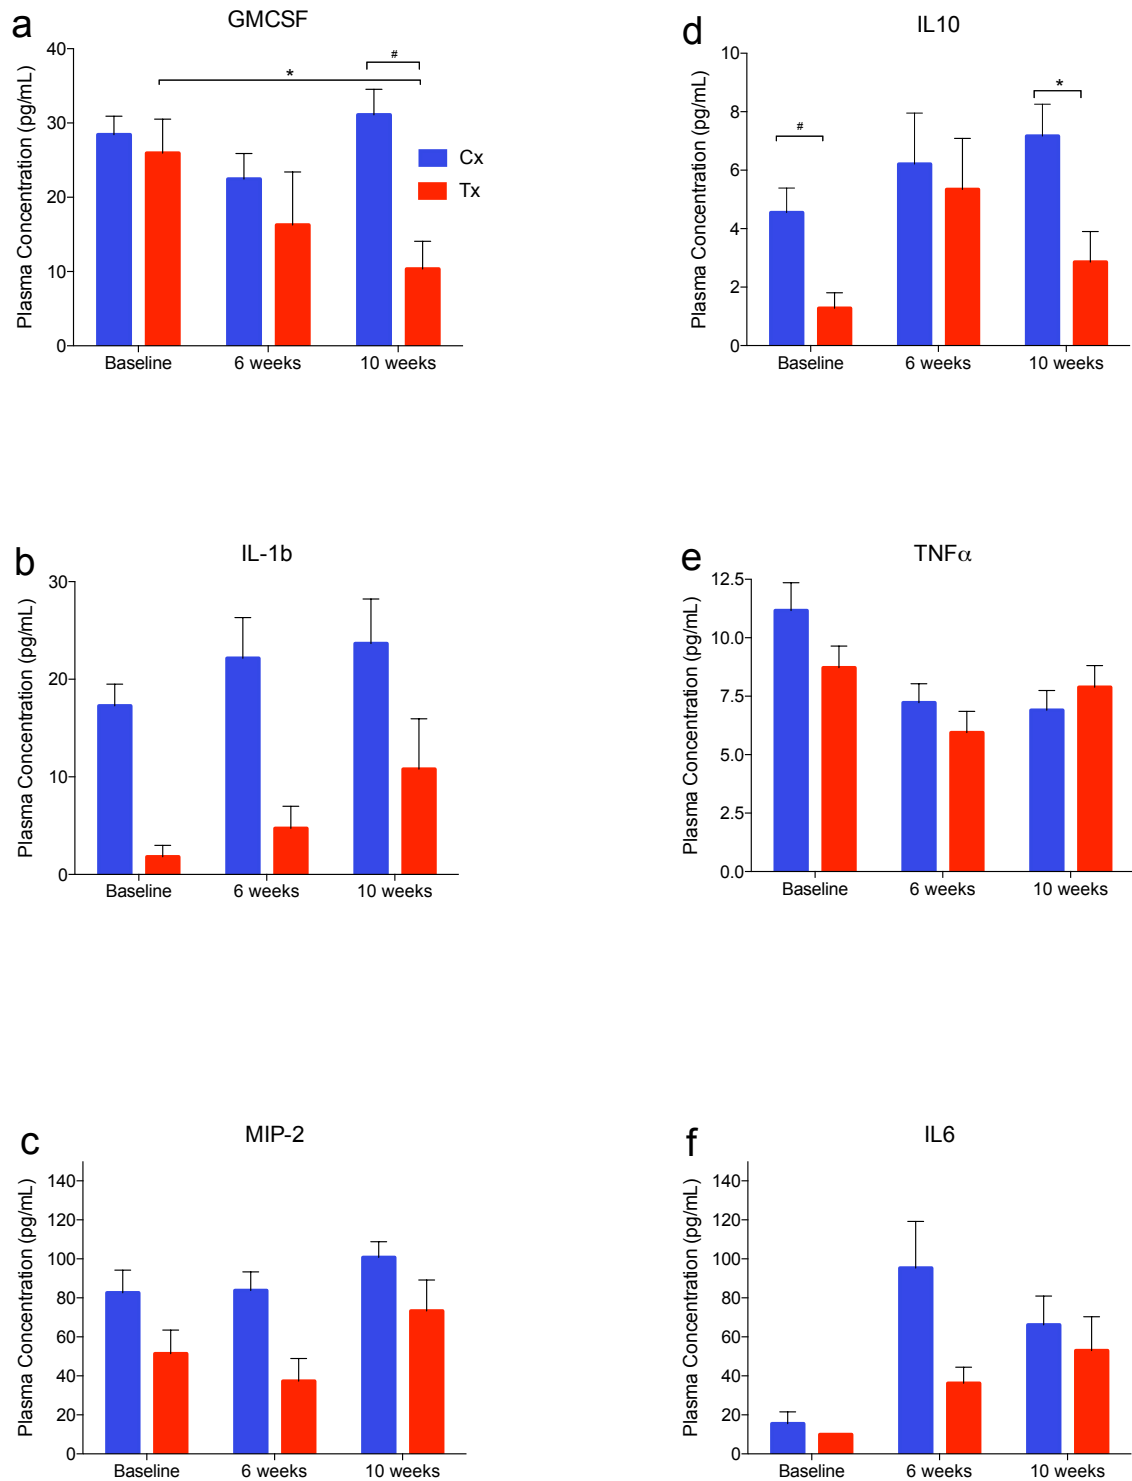 a
GMCSF
Plasma Concentration (pg/mL)
40
30
20
10
0
*
#
Cx
Tx
Baseline
6 weeks
10 weeks
d
IL10
Plasma Concentration (pg/mL)
10
8
6
4
2
0
#
*
Baseline
6 weeks
10 weeks
b
IL-1b
Plasma Concentration (pg/mL)
30
20
10
0
Baseline
6 weeks
10 weeks
e
TNFα
Plasma Concentration (pg/mL)
12.5
10.0
7.5
5.0
2.5
0.0
Baseline
6 weeks
10 weeks
c
MIP-2
Plasma Concentration (pg/mL)
140
120
100
80
60
40
20
0
Baseline
6 weeks
10 weeks
f
IL6
Plasma Concentration (pg/mL)
140
120
100
80
60
40
20
0
Baseline
6 weeks
10 weeks